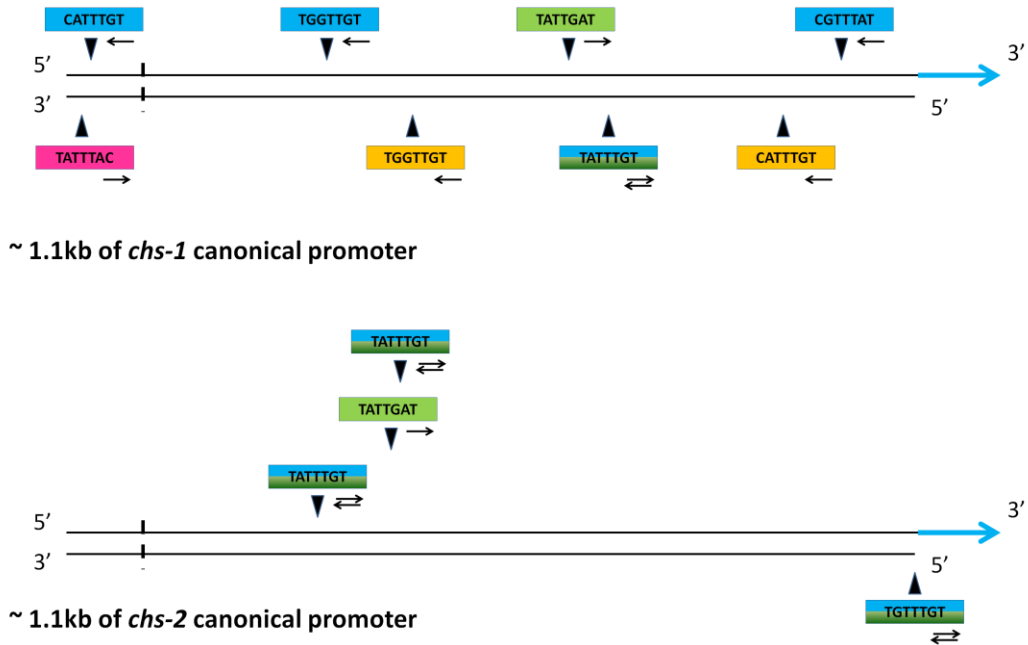 CATTTGT TGGTTGT TATTGAT CGTTTAT
5’ 3’
3’ 5’
TATTTAC TGGTTGT TATTTGT CATTTGT
~ 1.1kb of chs-1 canonical promoter
TATTTGT
TATTGAT
TATTTGT
5’ 3’
3’ 5’
TGTTTGT
~ 1.1kb of chs-2 canonical promoter